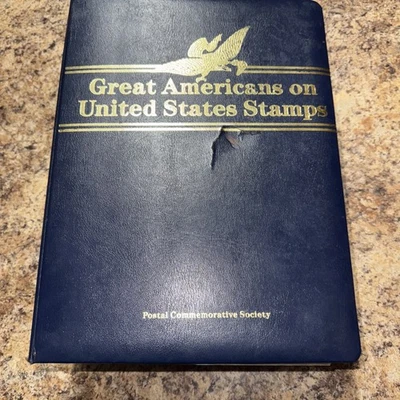 Great Americans on
United States Stamps
Postal Commemorative Society